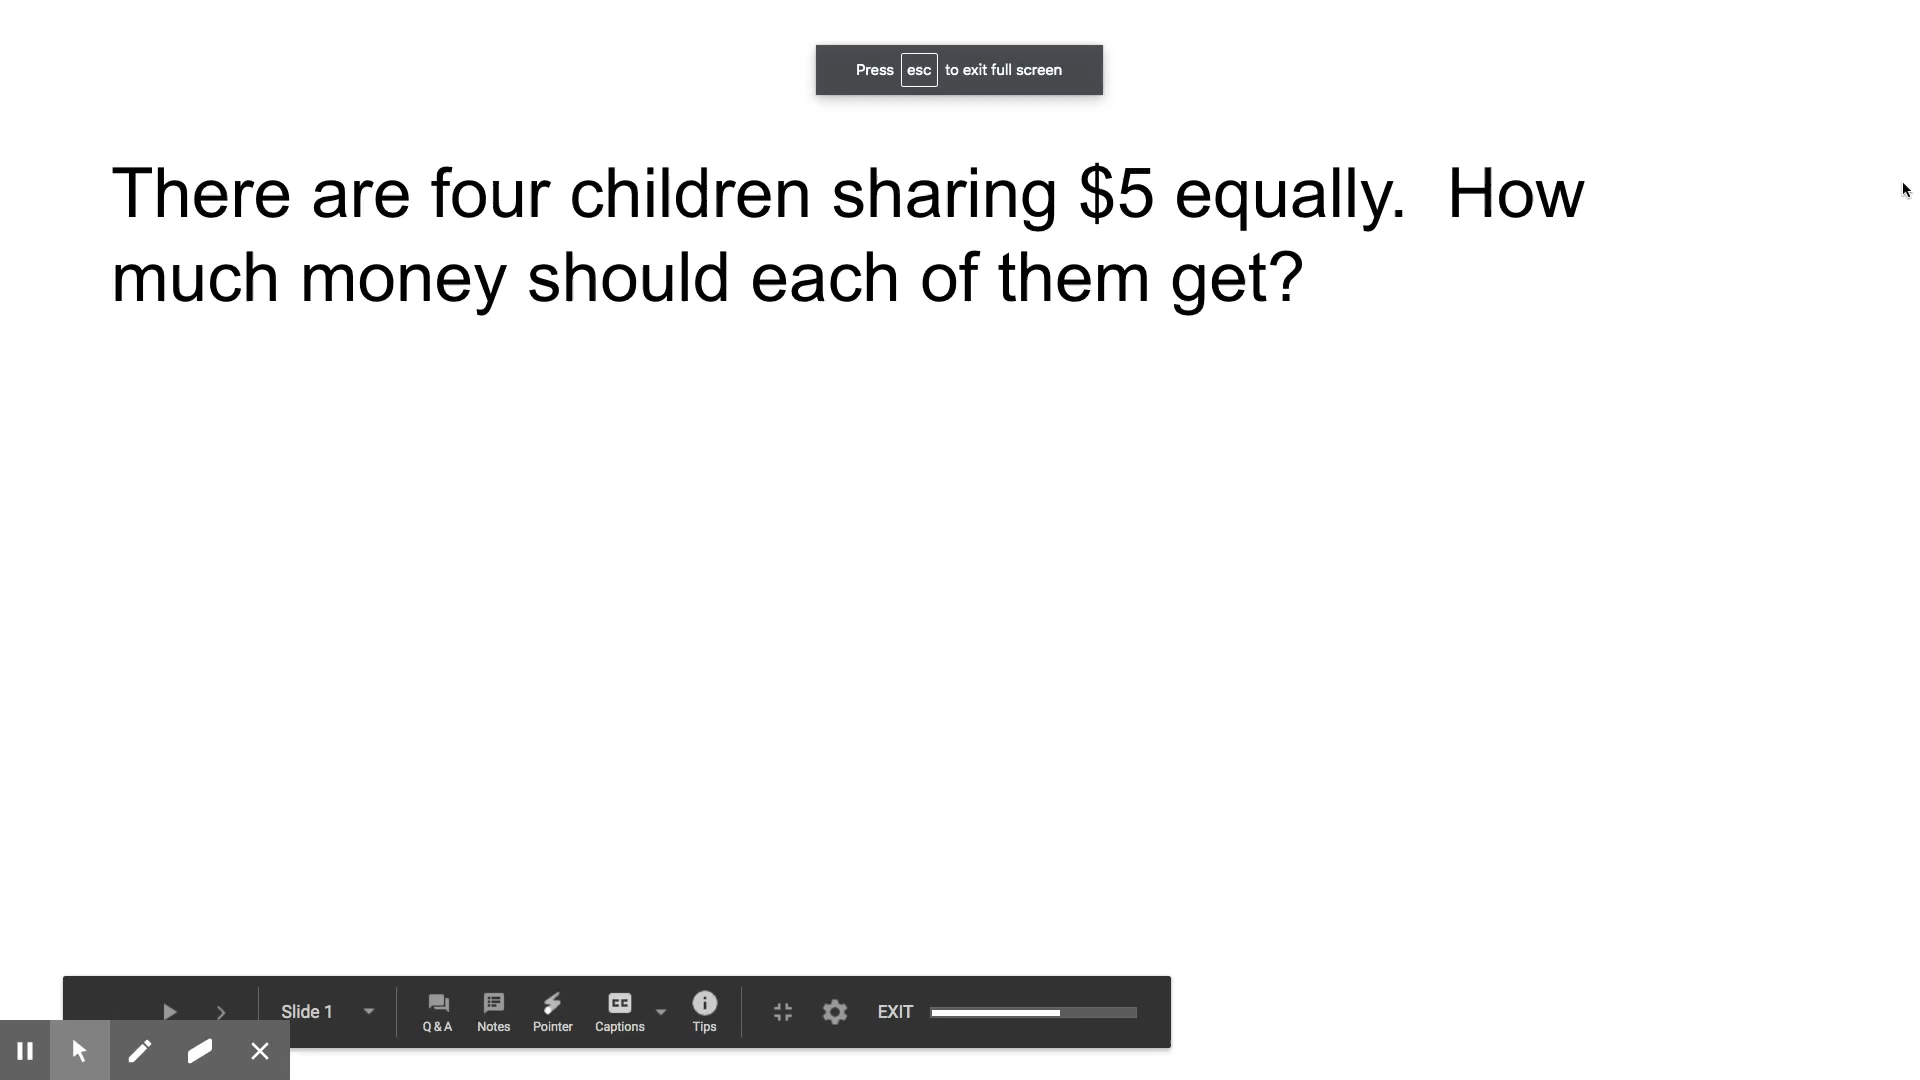 Press esc to exit full screen
There are four children sharing $5 equally.  How
much money should each of them get?
Slide 1
Q & A
Notes
CC
Captions
Pointer
Tips
EXIT